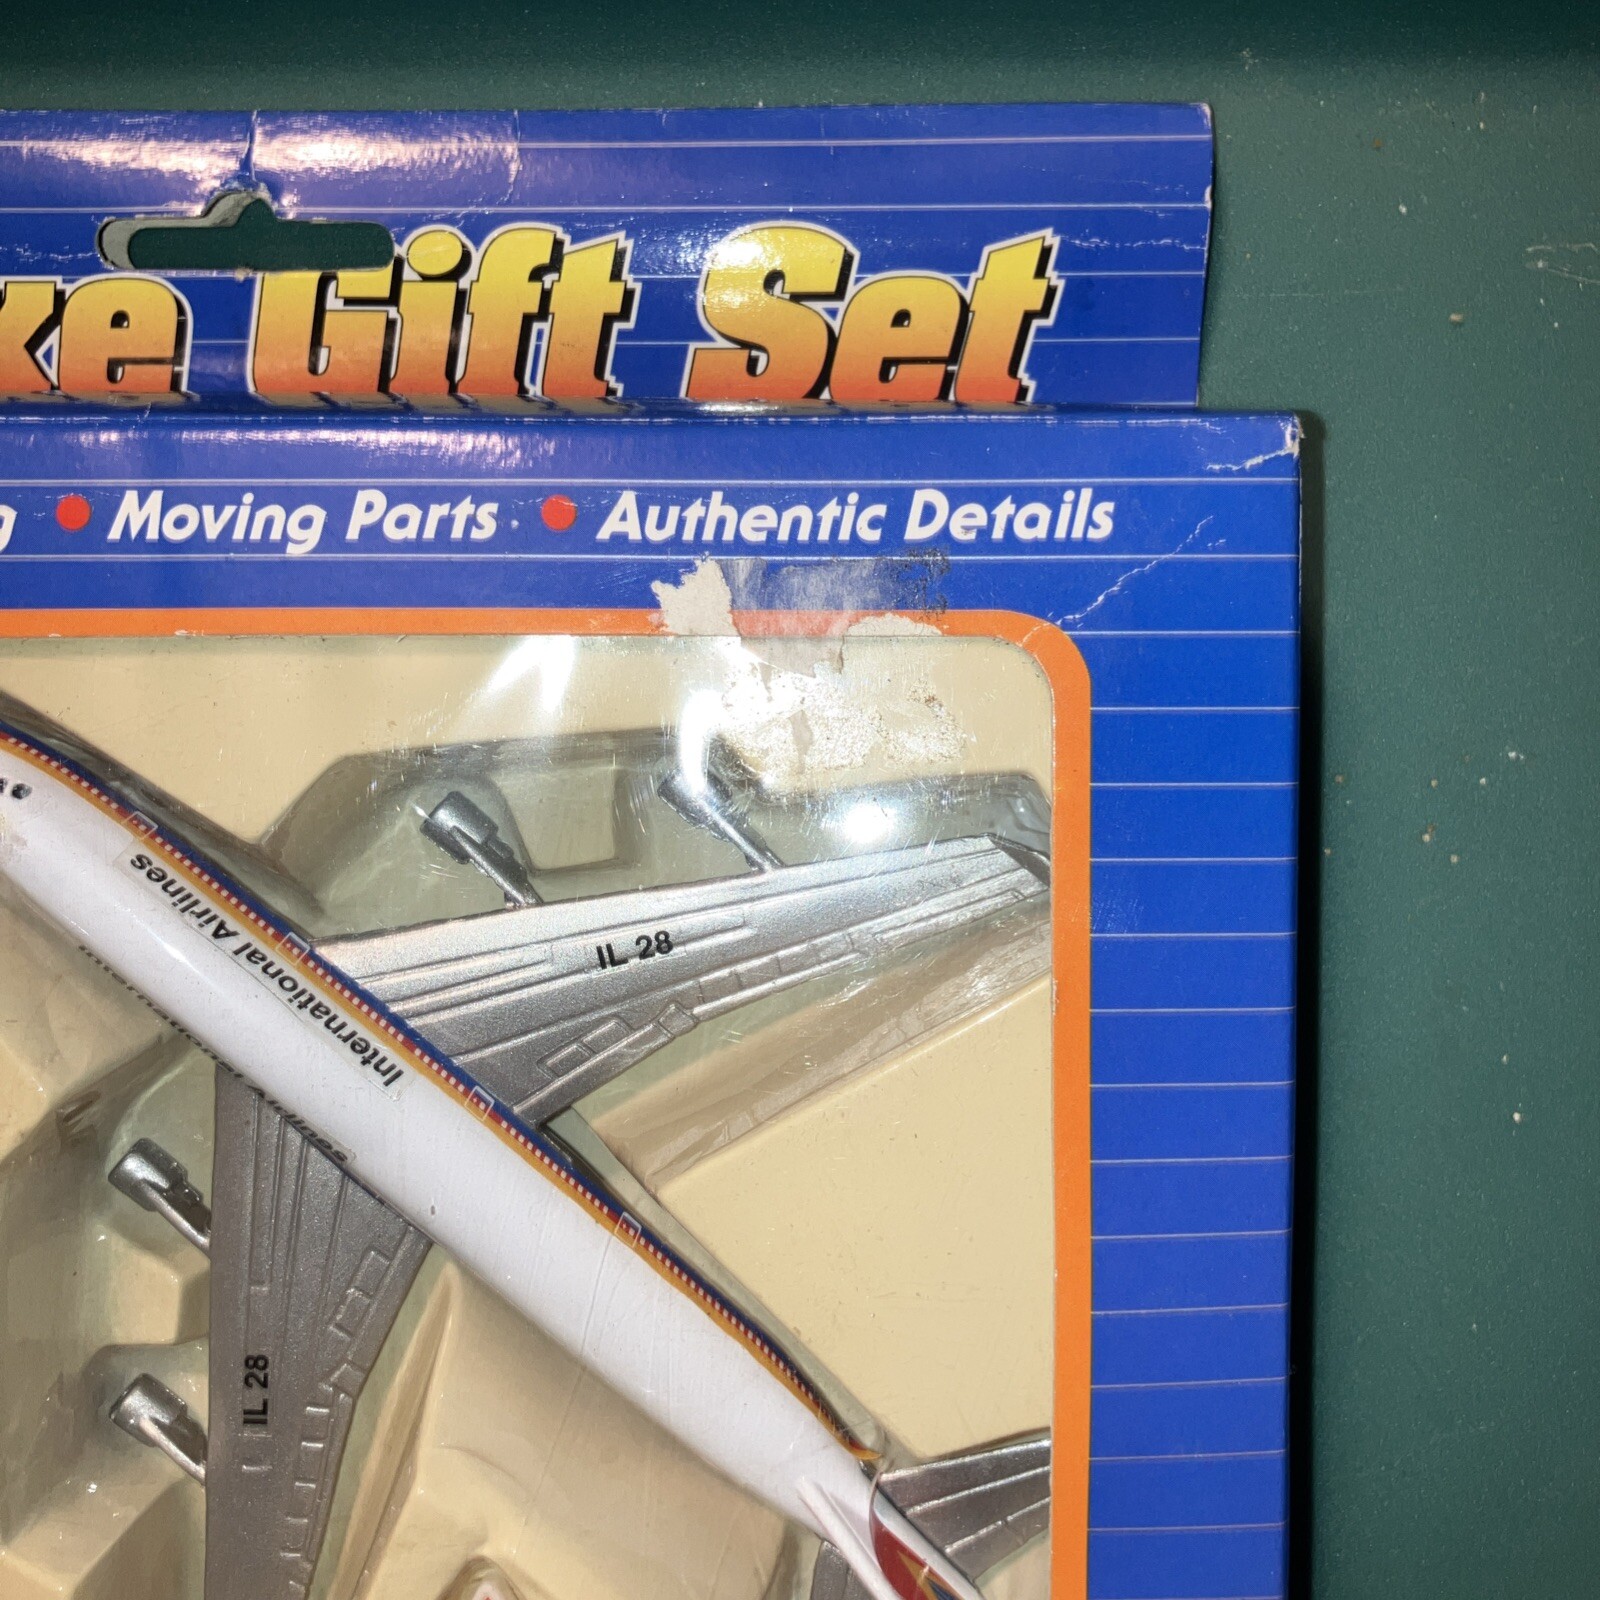 xe Gift Set
g • Moving Parts • Authentic Details
International Airlines
IL 28
IL 28